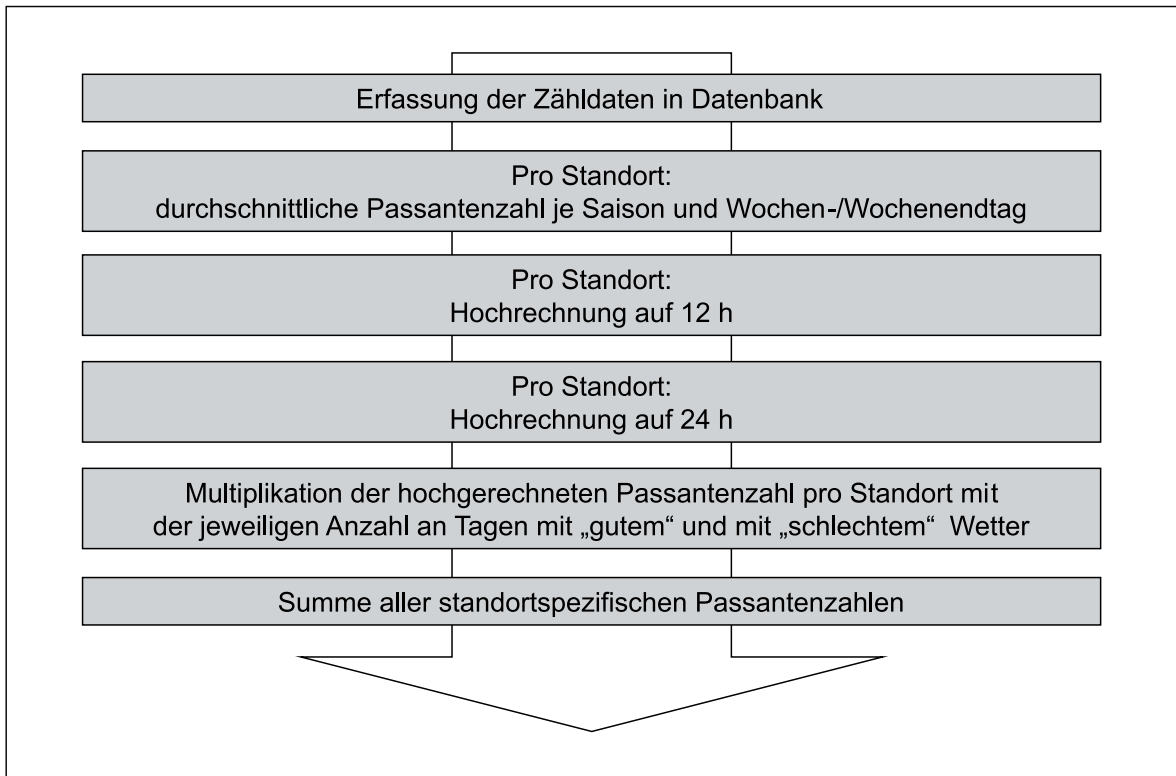 Erfassung der Zähldaten in Datenbank
Pro Standort:
durchschnittliche Passantenzahl je Saison und Wochen-/Wochenendtag
Pro Standort:
Hochrechnung auf 12 h
Pro Standort:
Hochrechnung auf 24 h
Multiplikation der hochgerechneten Passantenzahl pro Standort mit
der jeweiligen Anzahl an Tagen mit „gutem“ und mit „schlechtem“ Wetter
Summe aller standortspezifischen Passantenzahlen